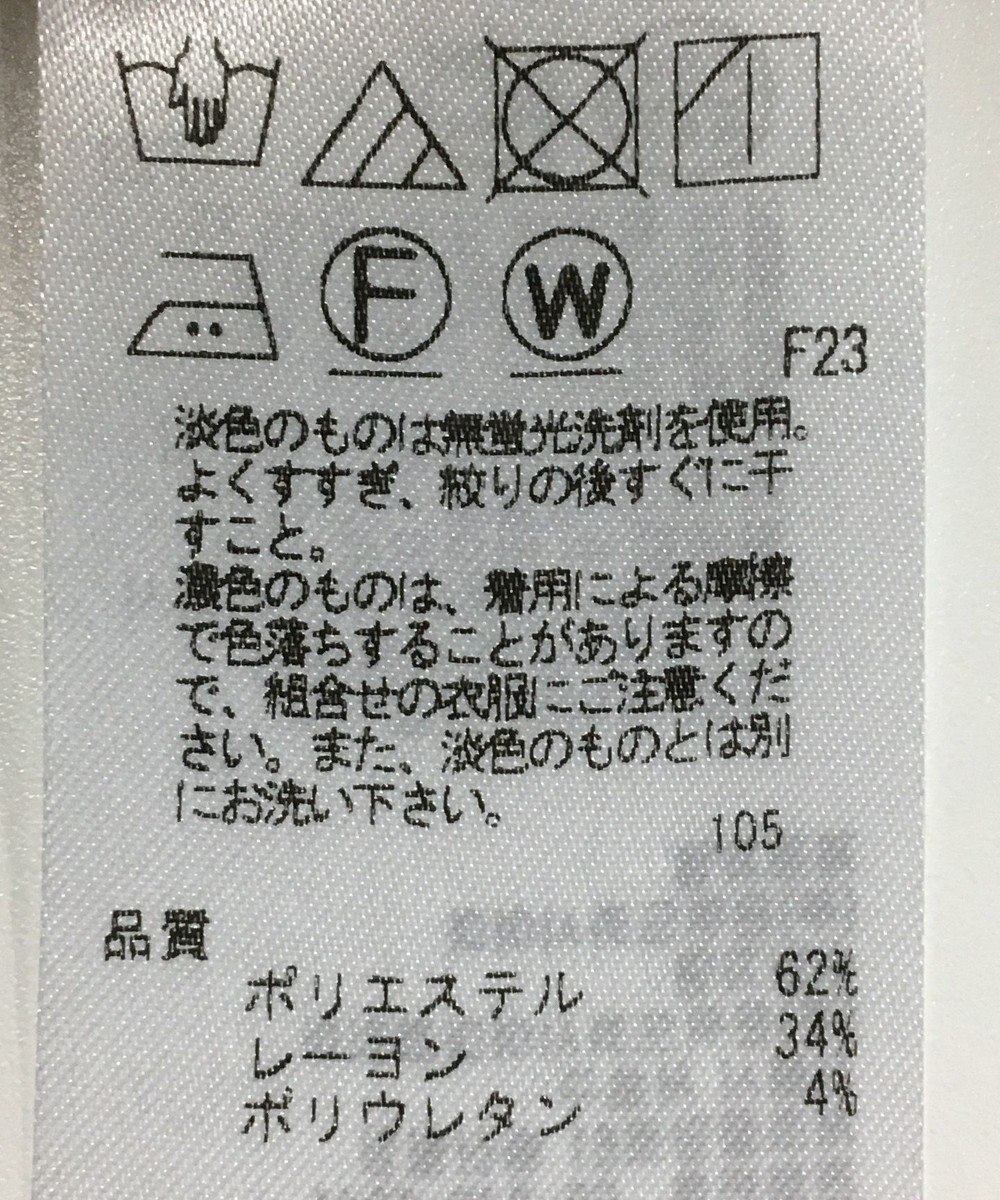 F
W
F23
淡色のものは無蛍光洗剤を使用。
よくすすぎ、絞りの後すぐに干
すこと。
濃色のものは、着用による摩擦
で色落ちすることがありますの
で、組合せの衣服にご注意くだ
さい。また、淡色のものとは別
にお洗い下さい。
105
品質
ポリエステル 62%
レーヨン 34%
ポリウレタン 4%